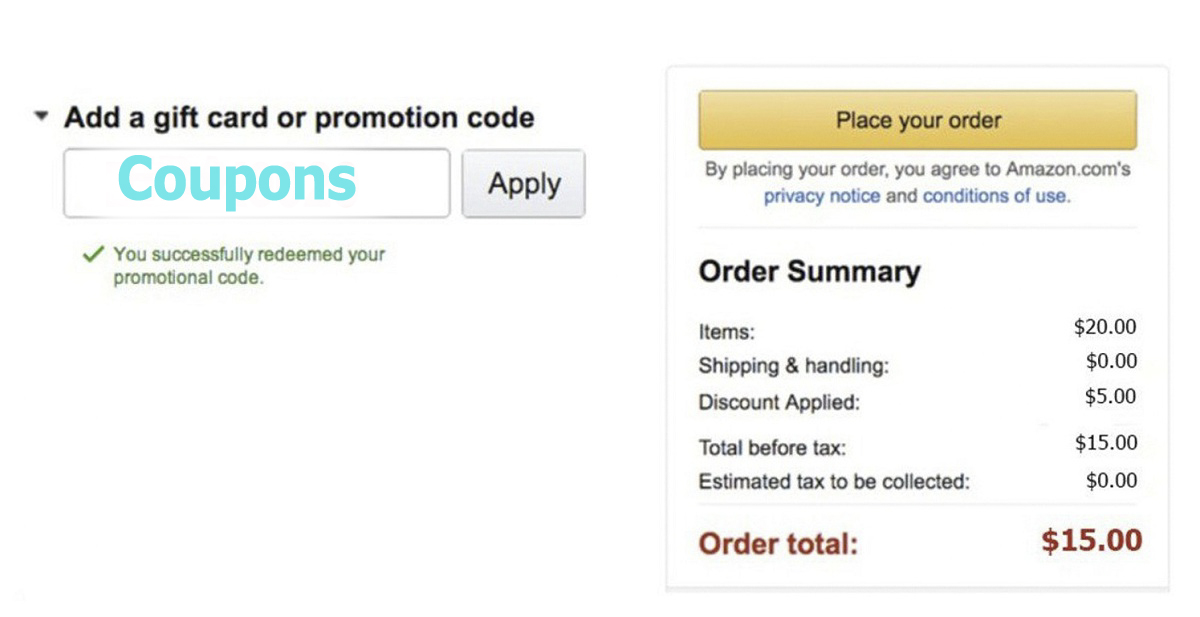 Add a gift card or promotion code
Coupons
Apply
You successfully redeemed your
promotional code.
Place your order
By placing your order, you agree to Amazon.com's
privacy notice and conditions of use.
Order Summary
Items: $20.00
Shipping & handling: $0.00
Discount Applied: $5.00
Total before tax: $15.00
Estimated tax to be collected: $0.00
Order total: $15.00